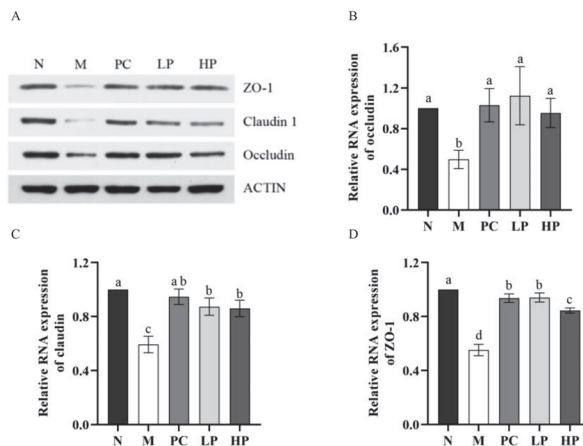 A
N M PC LP HP
ZO-1
Claudin 1
Occludin
ACTIN
B
Relative RNA expression
of occludin
1.6
1.2
0.8
0.4
0.0
a
b
a
a
a
N M PC LP HP
C
Relative RNA expression
of claudin
1.2
0.8
0.4
0.0
a
c
a b
b
b
N M PC LP HP
D
Relative RNA expression
of ZO-1
1.2
0.8
0.4
0.0
a
d
b
b
c
N M PC LP HP